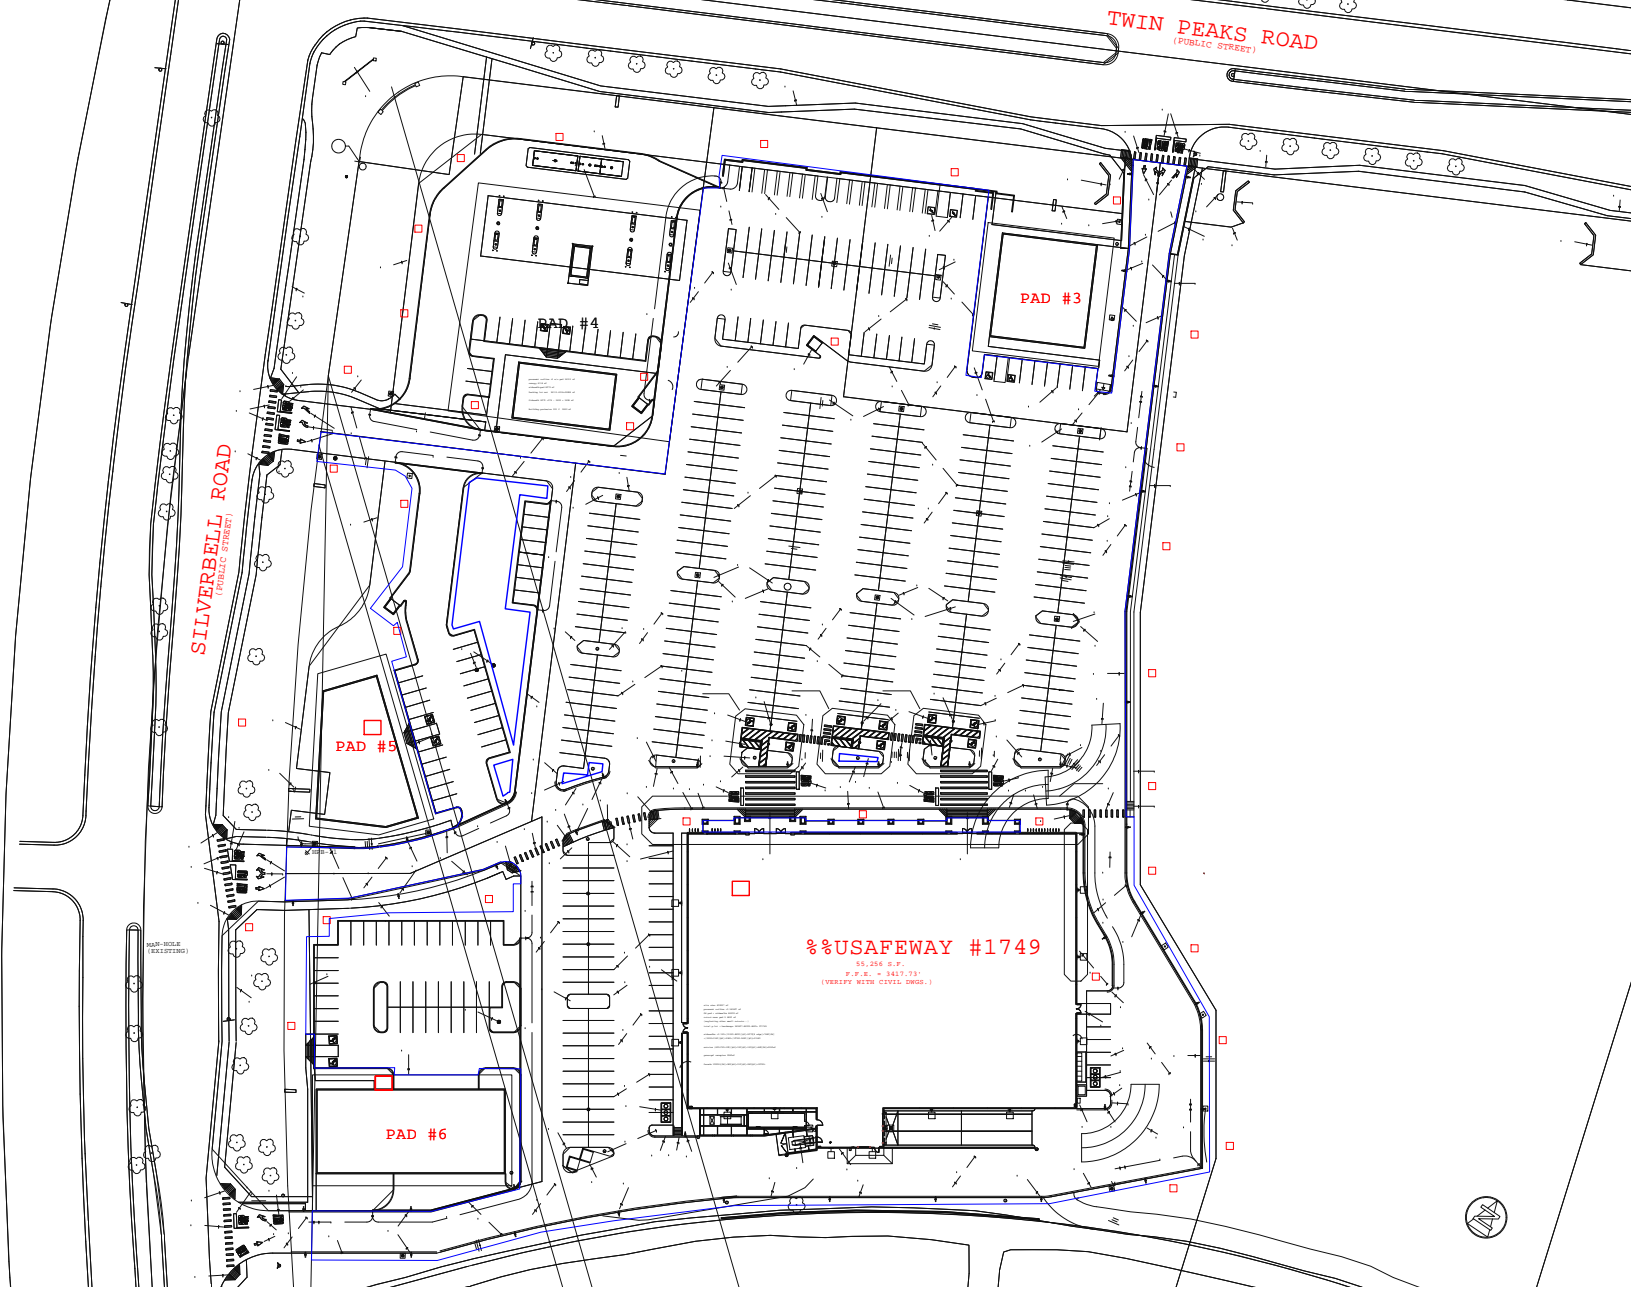 TWIN PEAKS ROAD
(PUBLIC STREET)
PAD #3
PAD #4
SILVERBELL ROAD
(PUBLIC STREET)
PAD #5
MAN-HOLE
(EXISTING)
%%USAFEWAY #1749
55,256 S.F.
F.F.E. = 3417.73'
(VERIFY WITH CIVIL DWGS.)
PAD #6